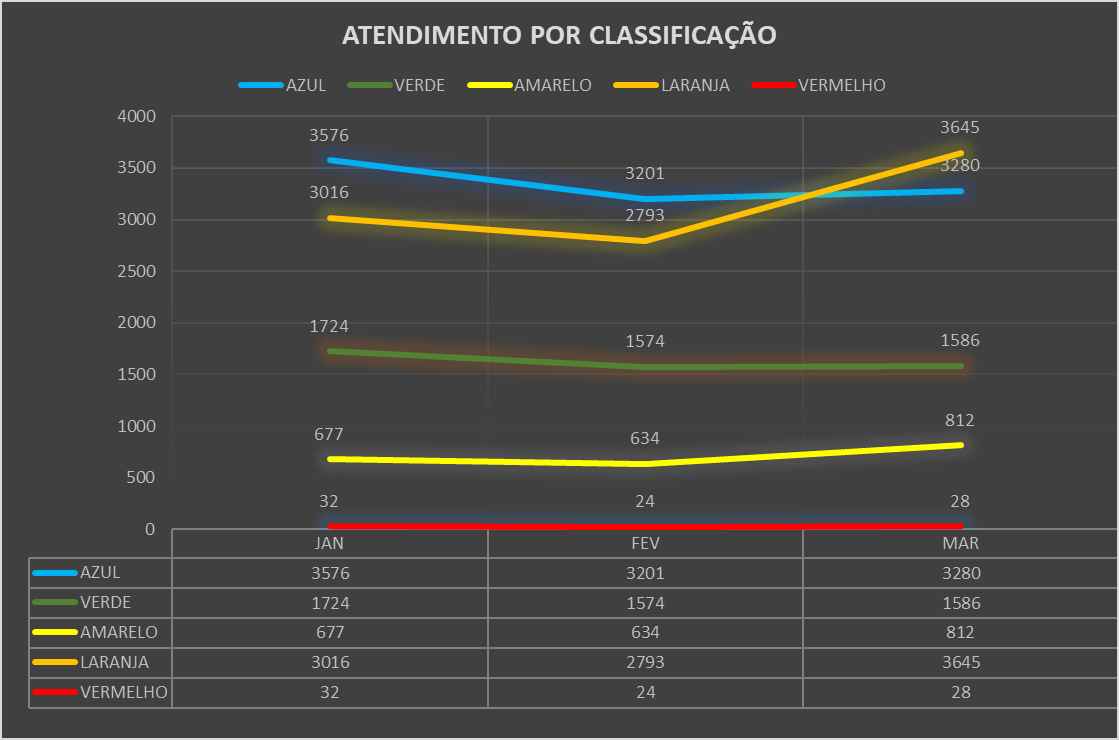 ATENDIMENTO POR CLASSIFICAÇÃO
AZUL VERDE AMARELO LARANJA VERMELHO
4000
3500
3000
2500
2000
1500
1000
500
0
3576 3201 3280
3016 2793 3645
1724 1574 1586
677 634 812
32 24 28
JAN FEV MAR
AZUL 3576 3201 3280
VERDE 1724 1574 1586
AMARELO 677 634 812
LARANJA 3016 2793 3645
VERMELHO 32 24 28